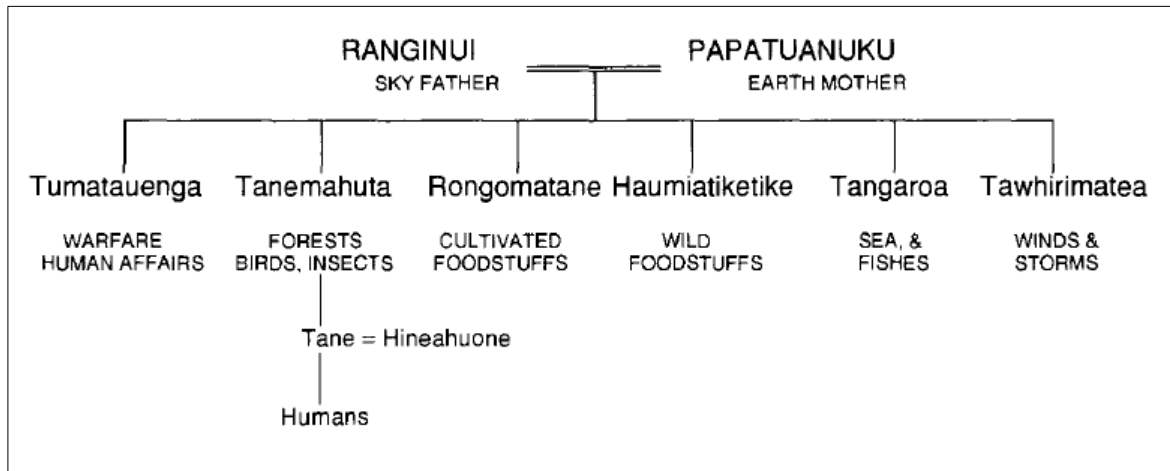 RANGINUI PAPATUANUKU
SKY FATHER EARTH MOTHER
Tumatauenga Tanemahuta Rongomatane Haumiatiketike Tangaroa Tawhirimatea
WARFARE FORESTS CULTIVATED WILD SEA, & WINDS &
HUMAN AFFAIRS BIRDS, INSECTS FOODSTUFFS FOODSTUFFS FISHES STORMS
Tane = Hineahuone
Humans